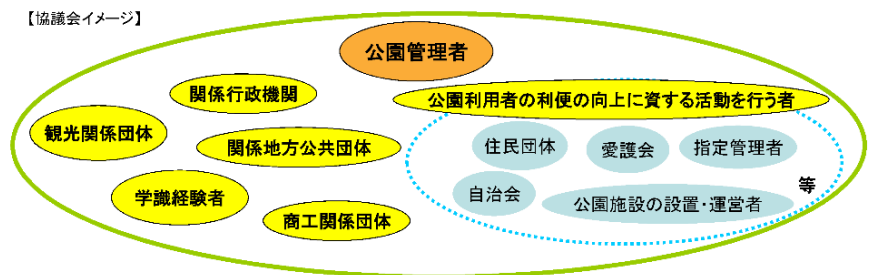 【協議会イメージ】
公園管理者
関係行政機関
公園利用者の利便の向上に資する活動を行う者
観光関係団体
関係地方公共団体
住民団体
愛護会
指定管理者
学識経験者
自治会
等
公園施設の設置・運営者
商工関係団体